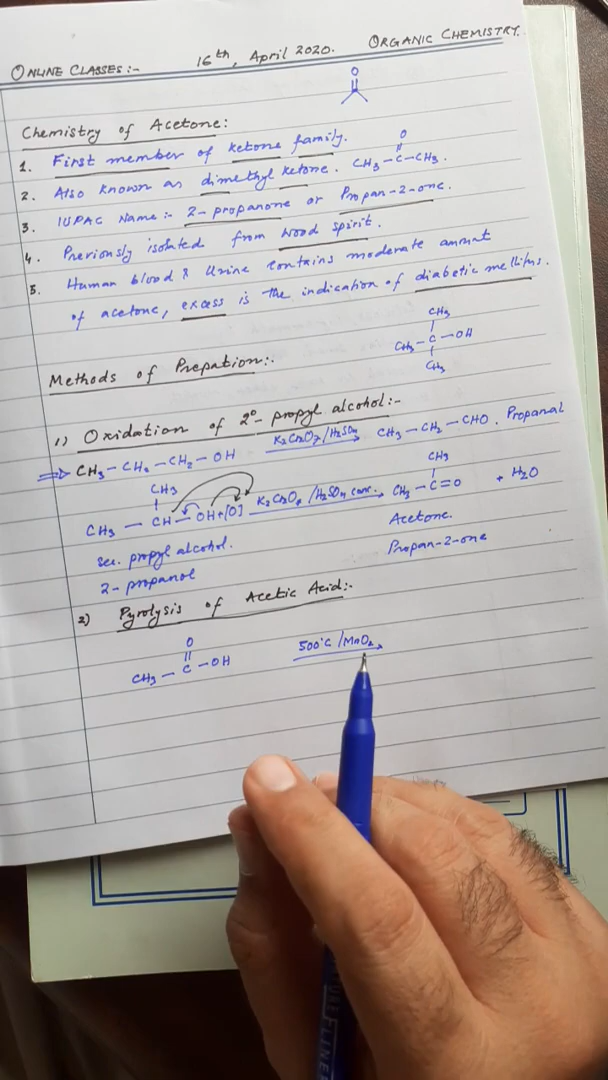 ONLINE CLASSES:- 16th, April 2020. ORGANIC CHEMISTRY.
O
Chemistry of Acetone:
1. First member of ketone family.
2. Also known as dimethyl ketone. CH3-C-CH3.
O
3. IUPAC Name:- 2-propanone or Propan-2-one.
4. Previously isolated from wood spirit.
5. Human blood & Urine contains moderate amount
of acetone, excess is the indication of diabetic mellitus.
Methods of Prepation:-
CH3
CH3-C-OH
CH3
1) Oxidation of 2°- propyl alcohol:-
⇒ CH3-CH2-CH2-OH K2Cr2O7/H2SO4 CH3-CH2-CHO. Propanal
CH3 CH3
CH3-CH-OH+[O] K2Cr2O7/H2SO4 conc. CH3-C=O + H2O
sec. propyl alcohol. Acetone.
2-propanol Propan-2-one
2) Pyrolysis of Acetic Acid:-
O
CH3-C-OH 500°C/MnO2
FINE